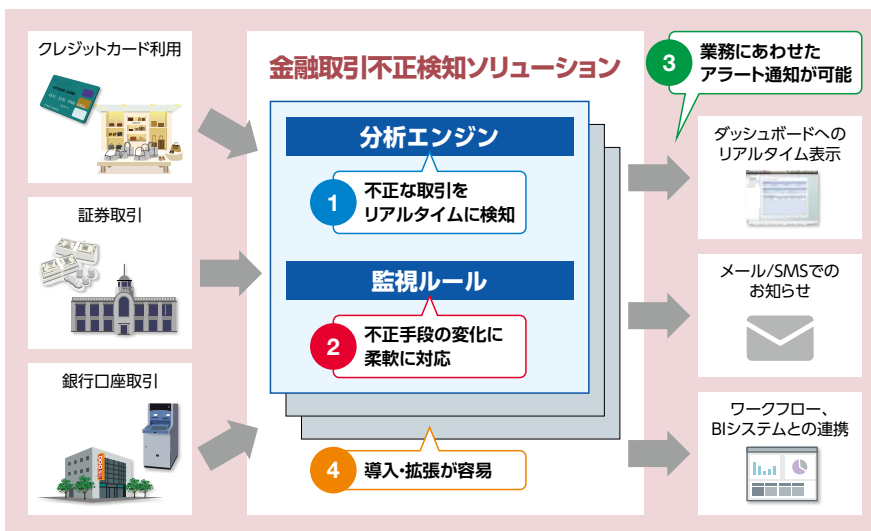 クレジットカード利用
証券取引
銀行口座取引
金融取引不正検知ソリューション
分析エンジン
1
不正な取引を
リアルタイムに検知
監視ルール
2
不正手段の変化に
柔軟に対応
4
導入・拡張が容易
3
業務にあわせた
アラート通知が可能
ダッシュボードへの
リアルタイム表示
メール/SMSでの
お知らせ
ワークフロー、
BIシステムとの連携